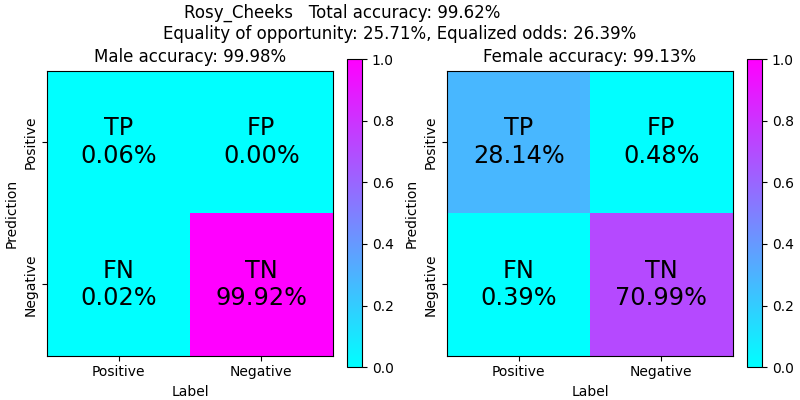 Rosy_Cheeks   Total accuracy: 99.62%
Equality of opportunity: 25.71%, Equalized odds: 26.39%
Male accuracy: 99.98%
Prediction
Positive
Negative
TP
0.06%
FP
0.00%
FN
0.02%
TN
99.92%
Positive
Negative
Label
1.0
0.8
0.6
0.4
0.2
0.0
Female accuracy: 99.13%
Prediction
Positive
Negative
TP
28.14%
FP
0.48%
FN
0.39%
TN
70.99%
Positive
Negative
Label
1.0
0.8
0.6
0.4
0.2
0.0